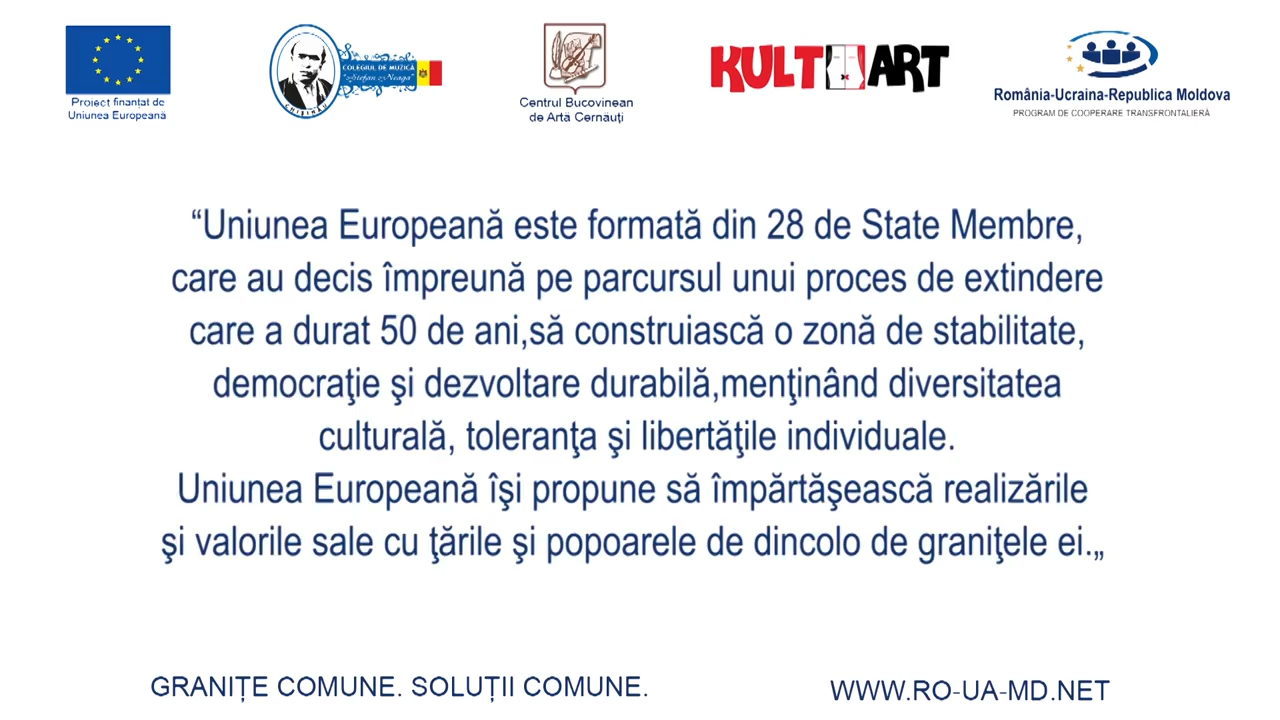 Proiect finanțat de
Uniunea Europeană
COLEGIUL DE MUZICĂ
"Ștefan Neaga"
CHIȘINĂU
Centrul Bucovinean
de Artă Cernăuți
KULT ART
România-Ucraina-Republica Moldova
PROGRAM DE COOPERARE TRANSFRONTALIERĂ
“Uniunea Europeană este formată din 28 de State Membre,
care au decis împreună pe parcursul unui proces de extindere
care a durat 50 de ani,să construiască o zonă de stabilitate,
democraţie şi dezvoltare durabilă,menţinând diversitatea
culturală, toleranţa şi libertăţile individuale.
Uniunea Europeană îşi propune să împărtăşească realizările
şi valorile sale cu ţările şi popoarele de dincolo de graniţele ei.„
GRANIȚE COMUNE. SOLUȚII COMUNE.
WWW.RO-UA-MD.NET